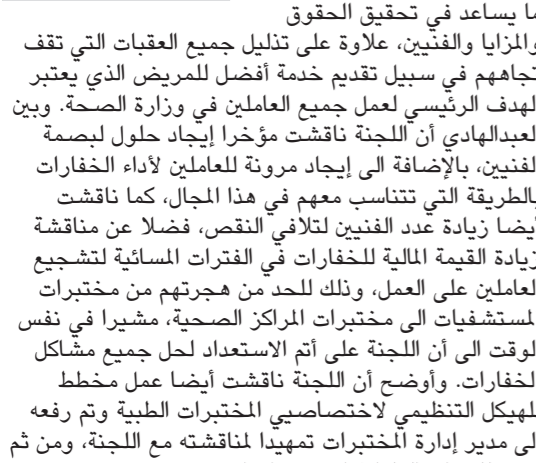 ما يساعد في تحقيق الحقوق
والمزايا والفنيين، علاوة على تذليل جميع العقبات التي تقف
تجاههم في سبيل تقديم خدمة أفضل للمريض الذي يعتبر
الهدف الرئيسي لعمل جميع العاملين في وزارة الصحة. وبين
العبدالهادي أن اللجنة ناقشت مؤخرا إيجاد حلول لبصمة
الفنيين، بالإضافة الى إيجاد مرونة للعاملين لأداء الخفارات
بالطريقة التي تتناسب معهم في هذا المجال، كما ناقشت
أيضا زيادة عدد الفنيين لتلافي النقص، فضلا عن مناقشة
زيادة القيمة المالية للخفارات في الفترات المسائية لتشجيع
العاملين على العمل، وذلك للحد من هجرتهم من مختبرات
المستشفيات الى مختبرات المراكز الصحية، مشيرا في نفس
الوقت الى أن اللجنة على أتم الاستعداد لحل جميع مشاكل
الخفارات. وأوضح أن اللجنة ناقشت أيضا عمل مخطط
للهيكل التنظيمي لاختصاصيي المختبرات الطبية وتم رفعه
الى مدير إدارة المختبرات تمهيدا لمناقشته مع اللجنة، ومن ثم